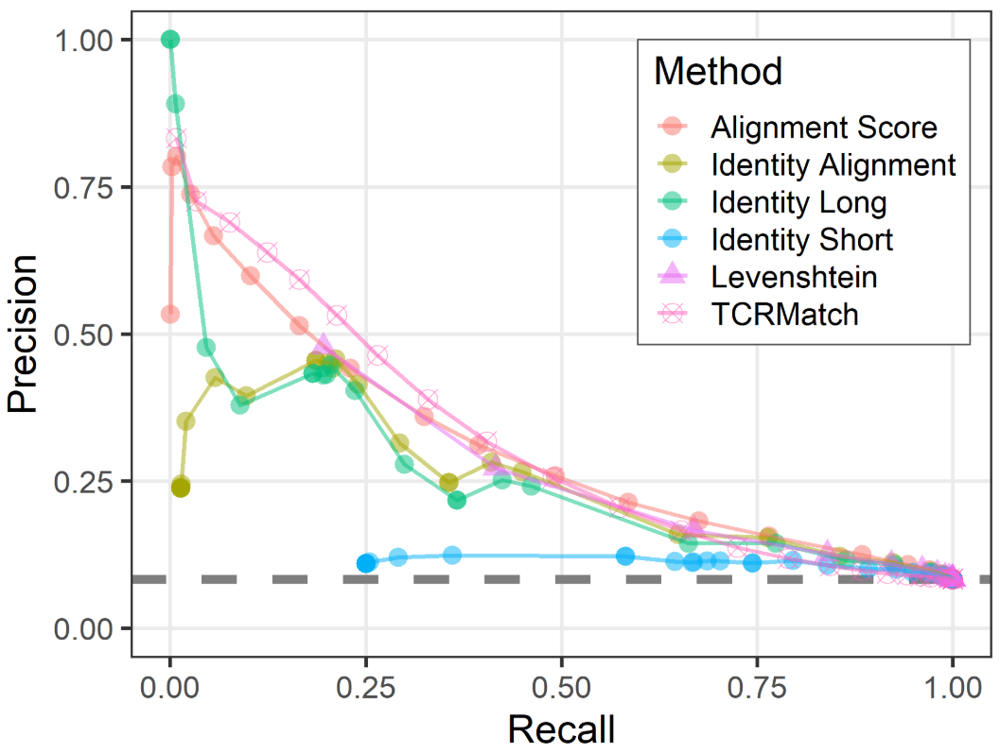 Precision
1.00
0.75
0.50
0.25
0.00
Method
Alignment Score
Identity Alignment
Identity Long
Identity Short
Levenshtein
TCRMatch
0.00 0.25 0.50 0.75 1.00
Recall